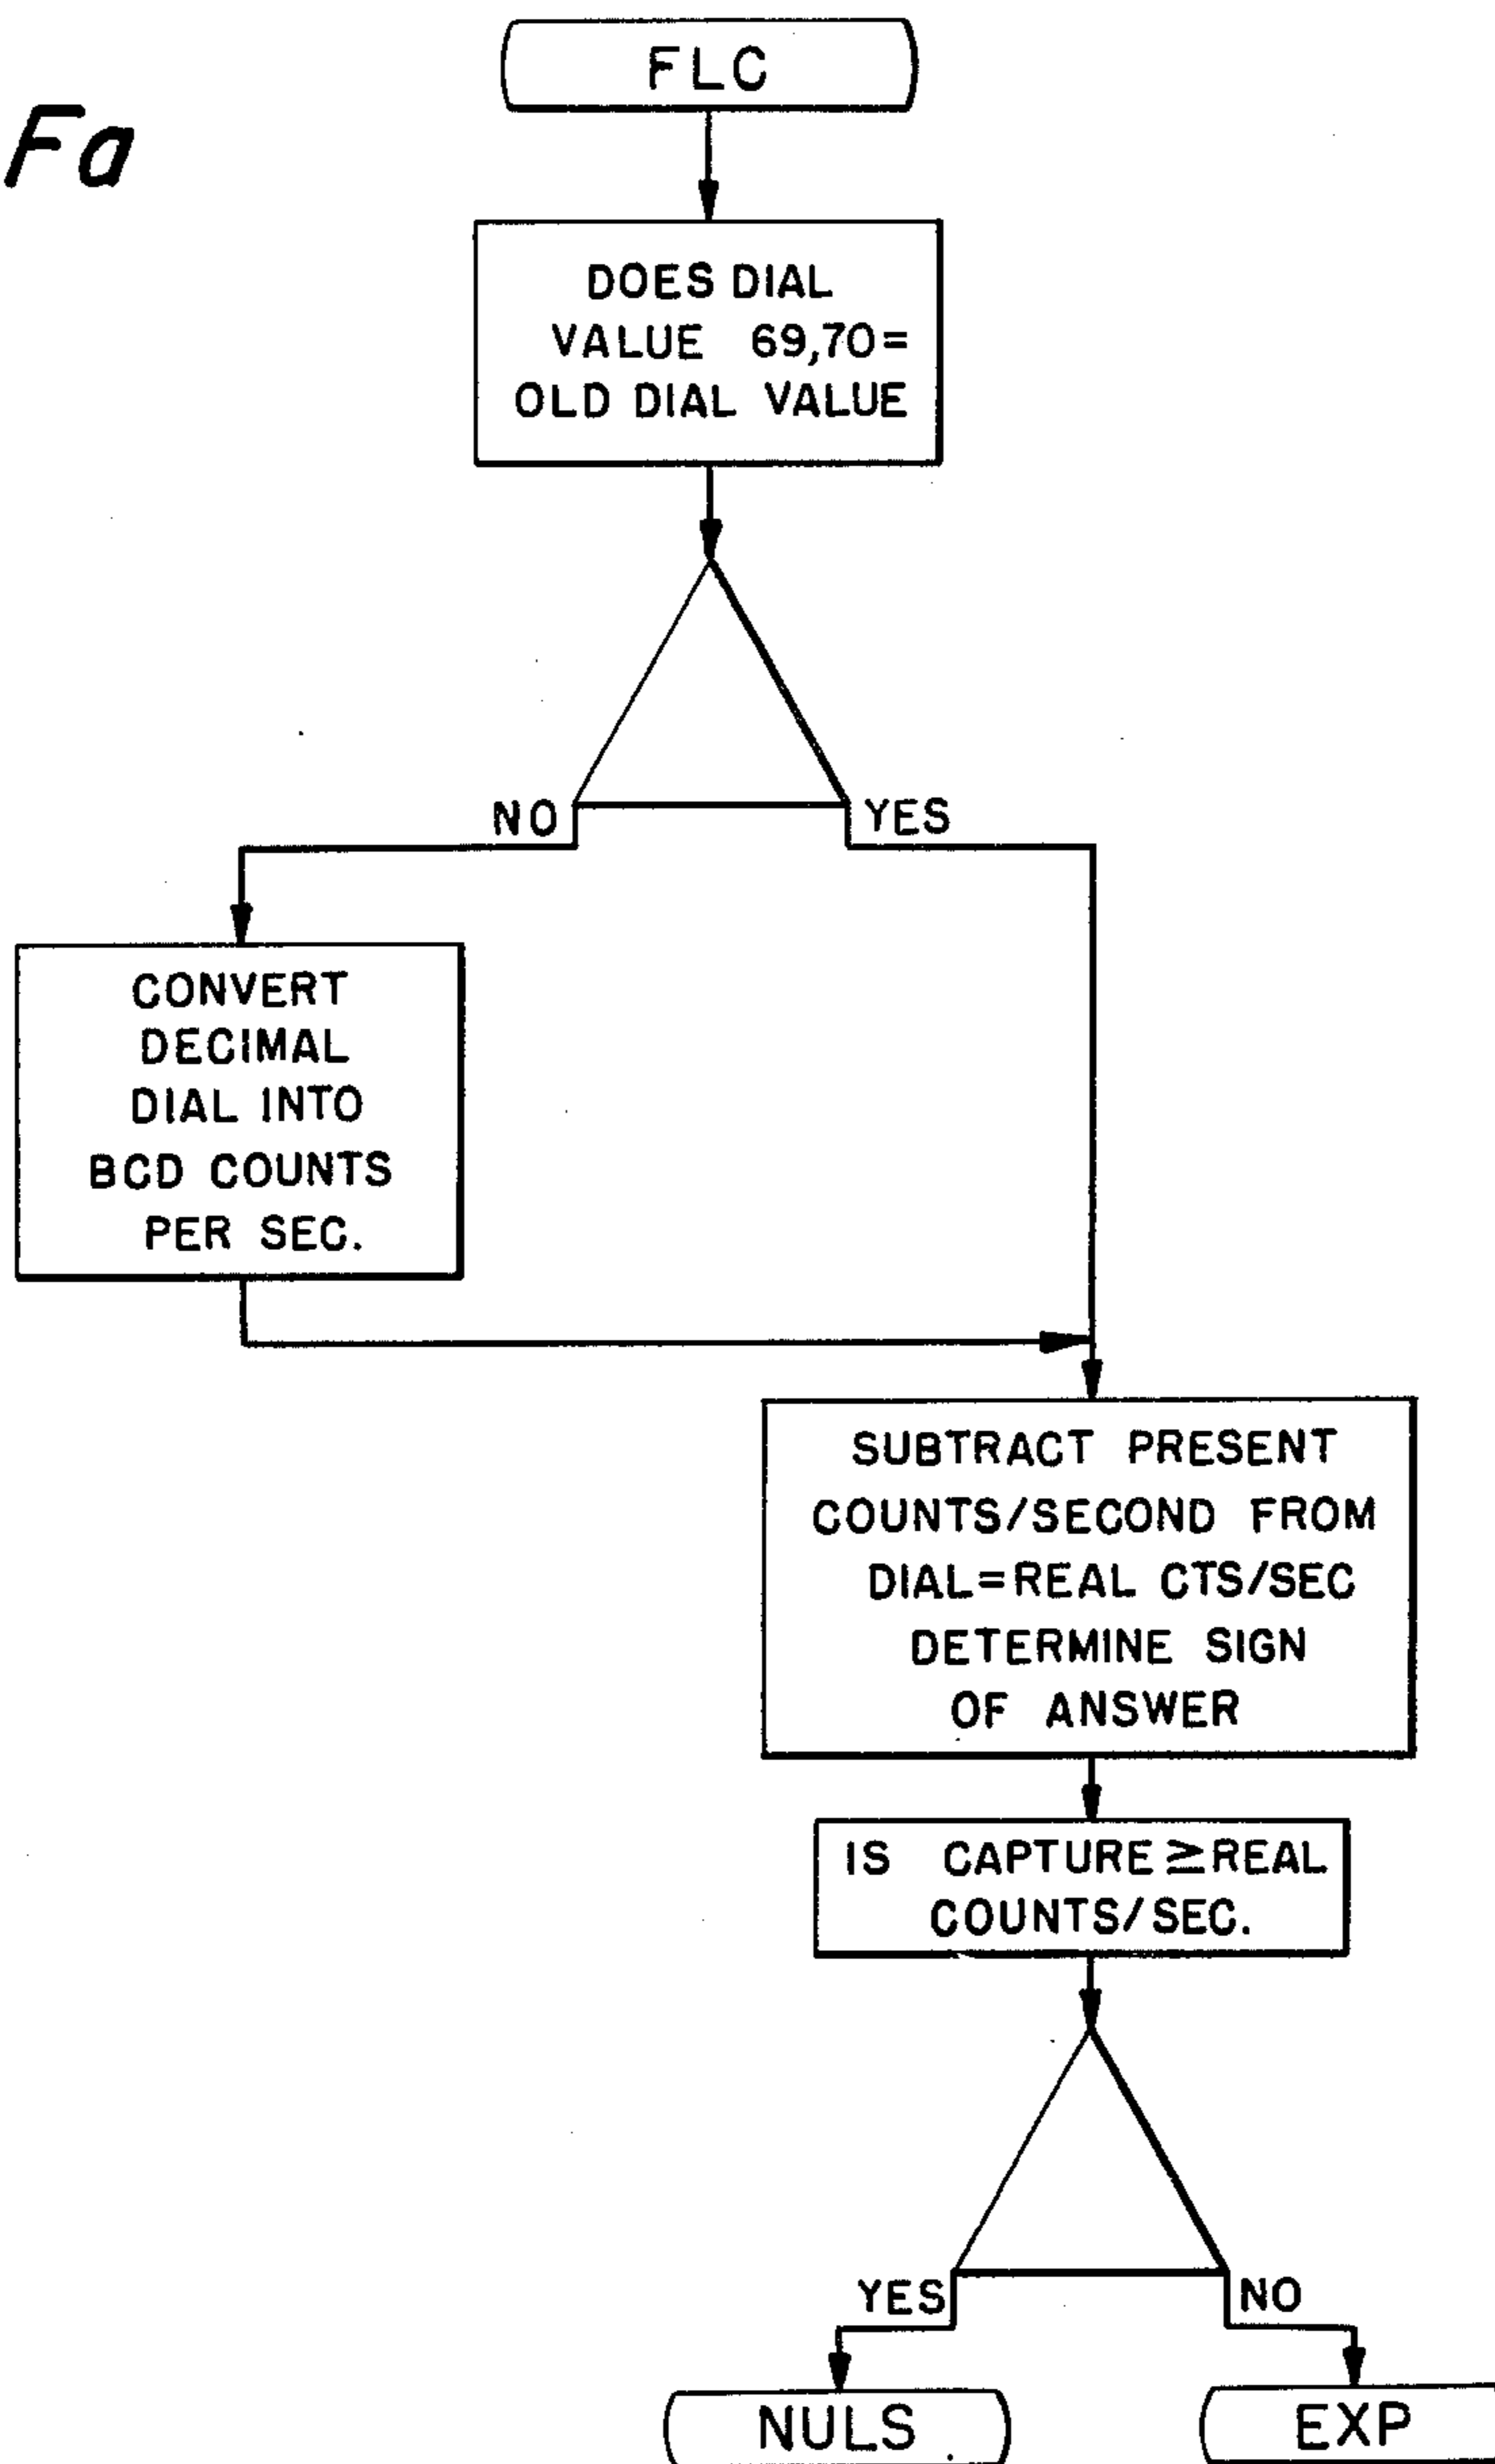 Fa
FLC
DOES DIAL
VALUE 69,70=
OLD DIAL VALUE
NO
YES
CONVERT
DECIMAL
DIAL INTO
BCD COUNTS
PER SEC.
SUBTRACT PRESENT
COUNTS/SECOND FROM
DIAL=REAL CTS/SEC
DETERMINE SIGN
OF ANSWER
IS CAPTURE≥REAL
COUNTS/SEC.
YES
NO
NULS
EXP